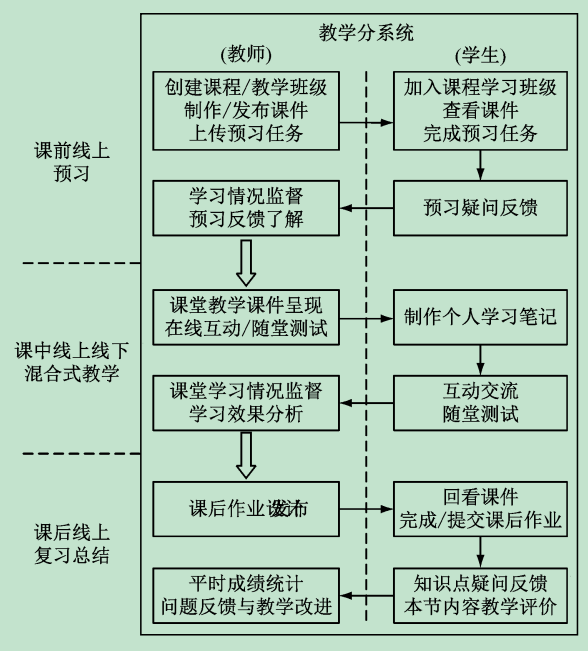 教学分系统
(教师)
(学生)
创建课程/教学班级
制作/发布课件
上传预习任务
加入课程学习班级
查看课件
完成预习任务
课前线上
预习
学习情况监督
预习反馈了解
预习疑问反馈
课堂教学课件呈现
在线互动/随堂测试
制作个人学习笔记
课中线上线下
混合式教学
课堂学习情况监督
学习效果分析
互动交流
随堂测试
课后作业
回看课件
完成/提交课后作业
课后线上
复习总结
平时成绩统计
问题反馈与教学改进
知识点疑问反馈
本节内容教学评价